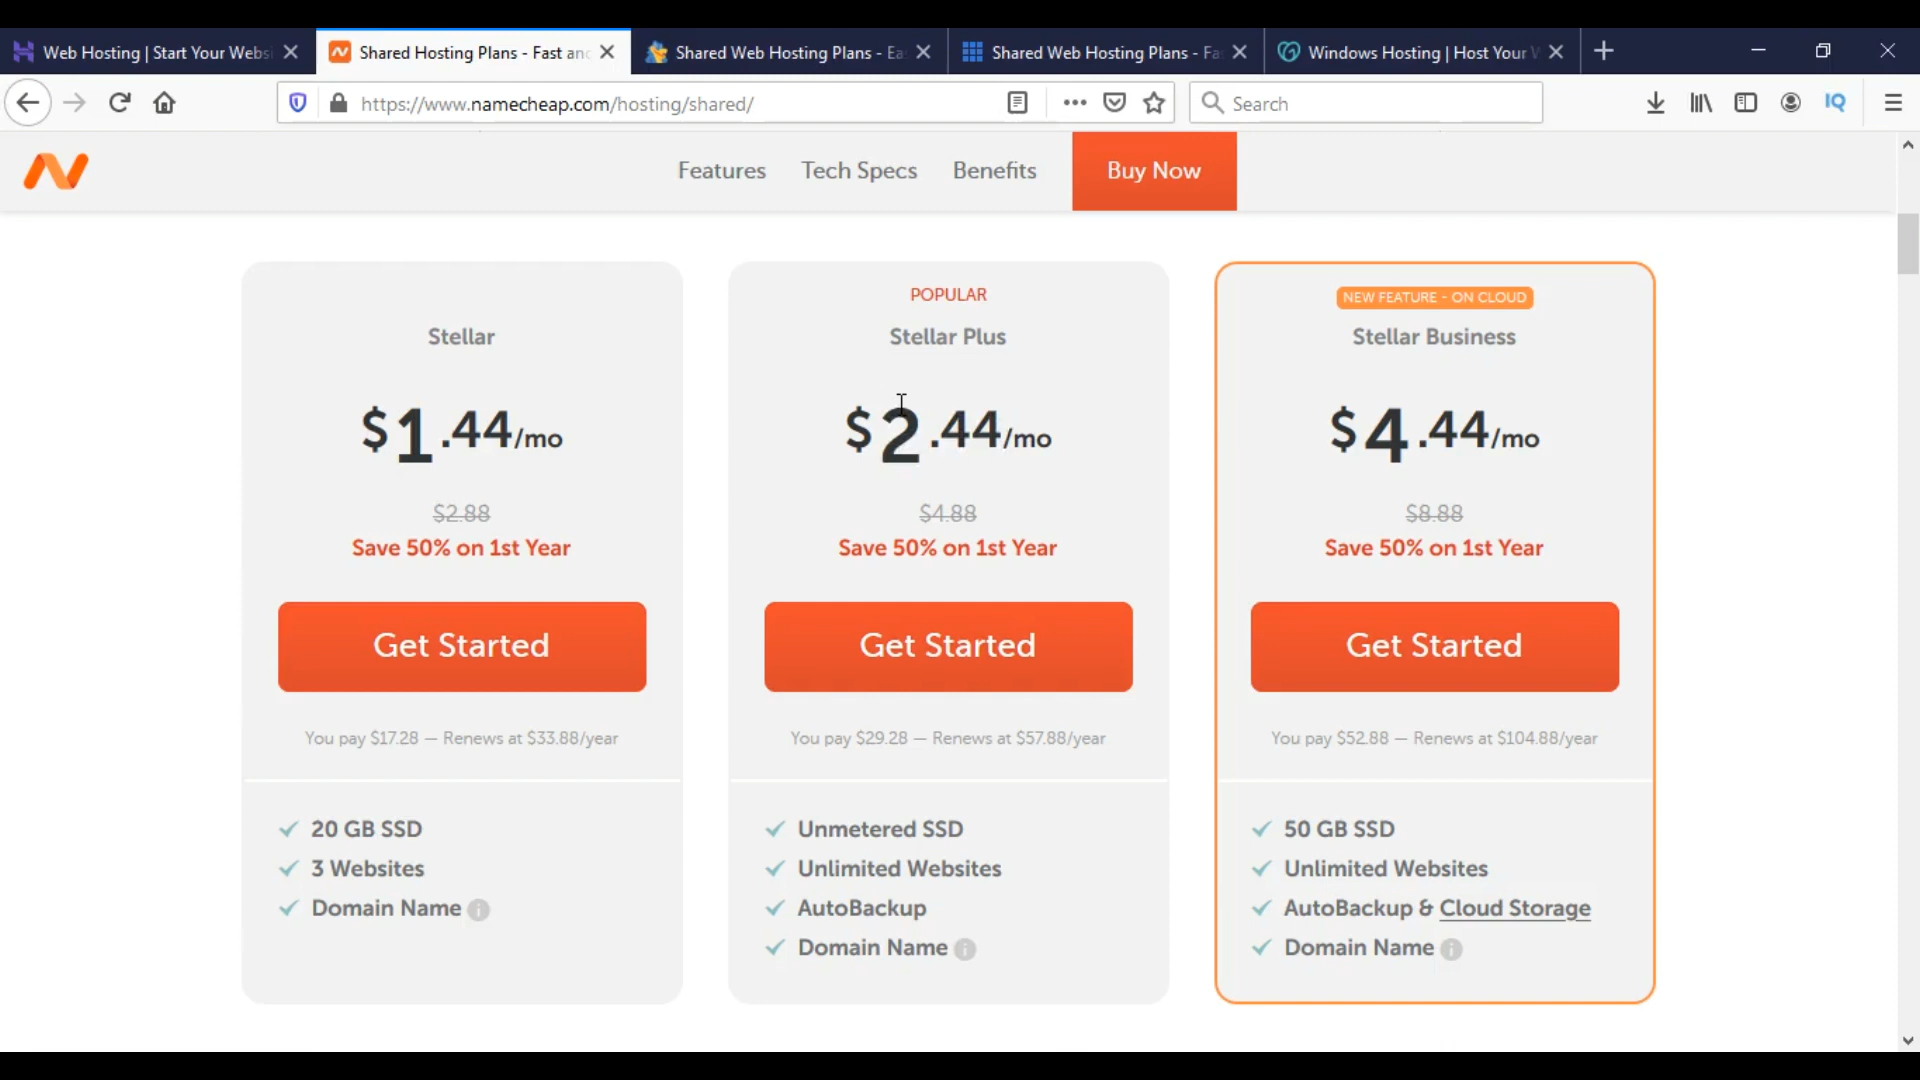 Web Hosting | Start Your Websi
Shared Hosting Plans - Fast and
Shared Web Hosting Plans - Ea
Shared Web Hosting Plans - Fa
Windows Hosting | Host Your W
https://www.namecheap.com/hosting/shared/
Search
IQ
Features
Tech Specs
Benefits
Buy Now
Stellar
$1.44/mo
$2.88
Save 50% on 1st Year
Get Started
You pay $17.28 — Renews at $33.88/year
20 GB SSD
3 Websites
Domain Name
POPULAR
Stellar Plus
$2.44/mo
$4.88
Save 50% on 1st Year
Get Started
You pay $29.28 — Renews at $57.88/year
Unmetered SSD
Unlimited Websites
AutoBackup
Domain Name
NEW FEATURE - ON CLOUD
Stellar Business
$4.44/mo
$8.88
Save 50% on 1st Year
Get Started
You pay $52.88 — Renews at $104.88/year
50 GB SSD
Unlimited Websites
AutoBackup & Cloud Storage
Domain Name